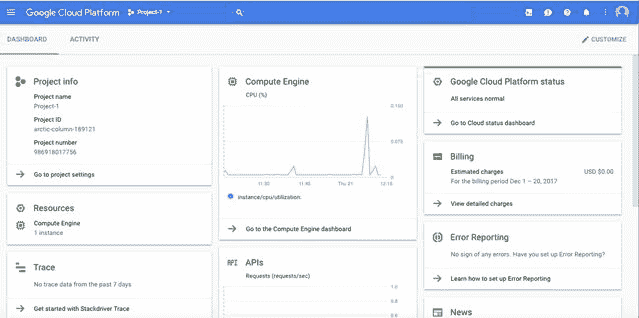 Google Cloud Platform
Project-1
DASHBOARD
ACTIVITY
CUSTOMIZE
Project info
Project name
Project-1
Project ID
arctic-column-189121
Project number
986918017756
Go to project settings
Resources
Compute Engine
1 instance
Trace
No trace data from the past 7 days
Get started with Stackdriver Trace
Compute Engine
CPU (%)
0.100
0.075
0
11:30
11:45
Thu 21
12:15
instance/cpu/utilization:
Go to the Compute Engine dashboard
API
APIs
Requests (requests/sec)
1.0
0.8
0.6
Google Cloud Platform status
All services normal
Go to Cloud status dashboard
Billing
Estimated charges
USD $0.00
For the billing period Dec 1 – 20, 2017
View detailed charges
Error Reporting
No sign of any errors. Have you set up Error Reporting?
Learn how to set up Error Reporting
News